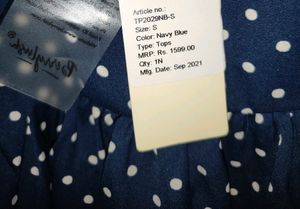 Article no.:
TP2029NB-S
Size: S
Color: Navy Blue
Type: Tops
MRP: Rs. 1599.00
Qty: 1N
Mfg. Date: Sep 2021